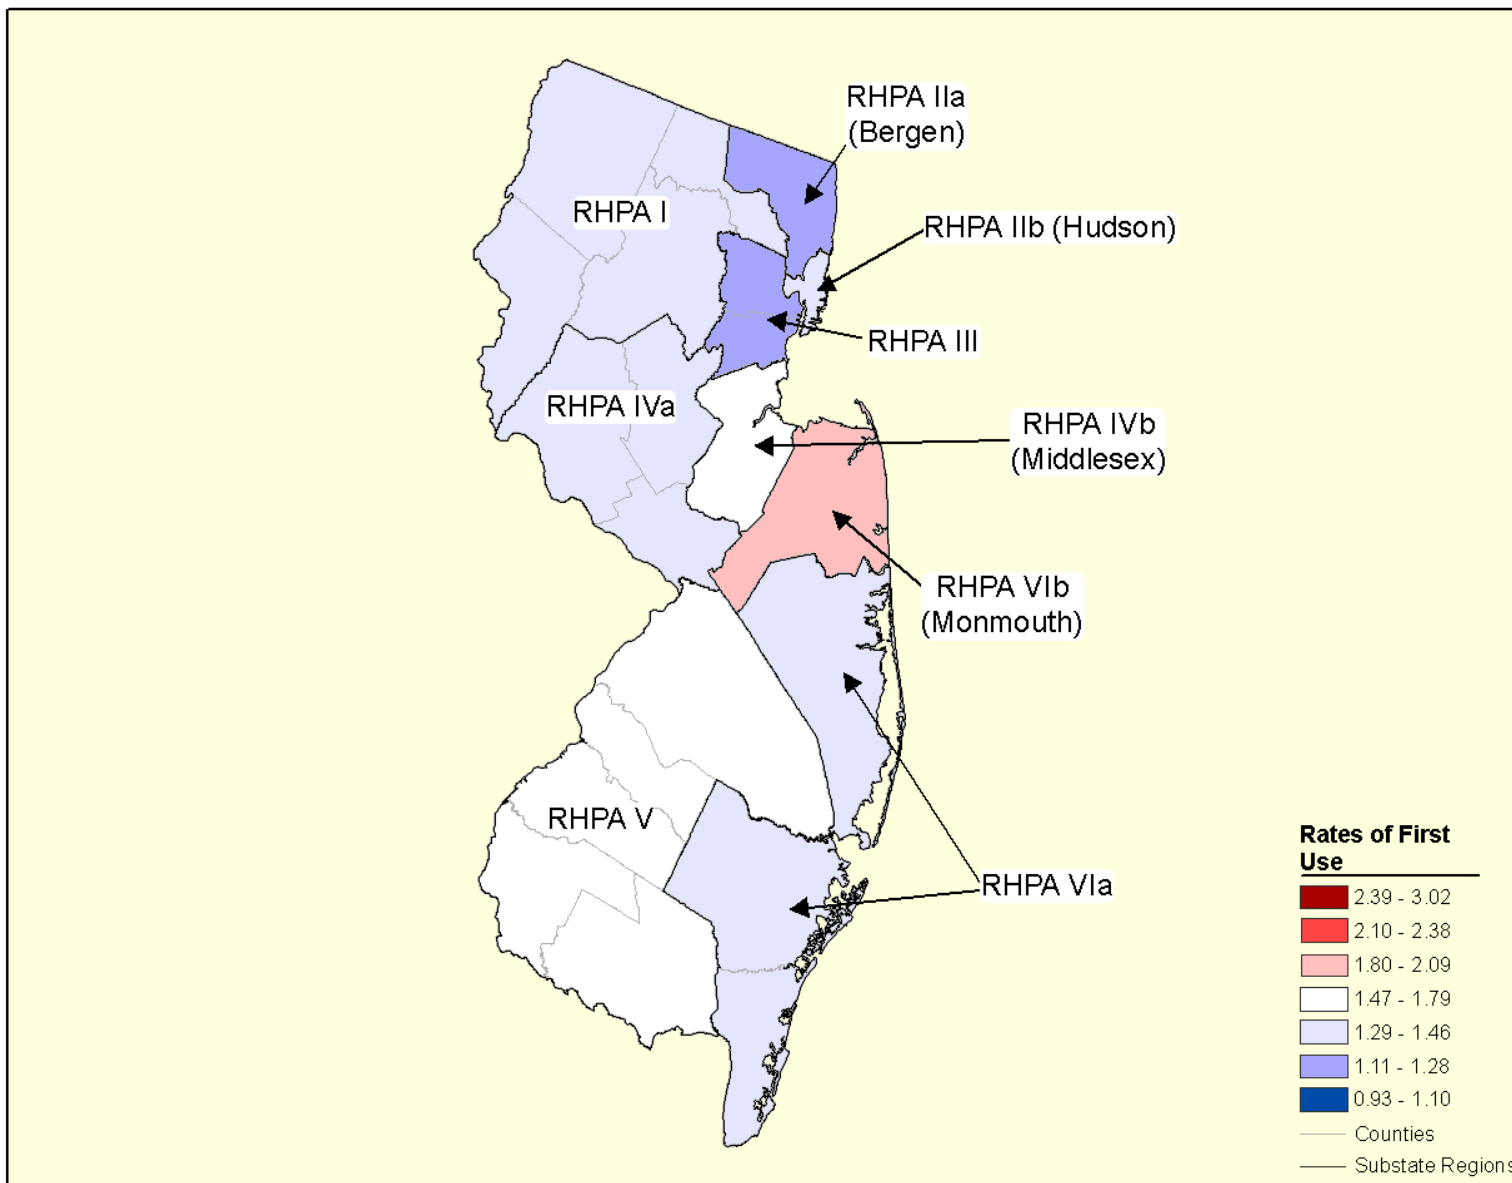 RHPA IIa
(Bergen)
RHPA I
RHPA IIb (Hudson)
RHPA III
RHPA IVa
RHPA IVb
(Middlesex)
RHPA VIb
(Monmouth)
RHPA V
RHPA VIa
Rates of First
Use
2.39 - 3.02
2.10 - 2.38
1.80 - 2.09
1.47 - 1.79
1.29 - 1.46
1.11 - 1.28
0.93 - 1.10
Counties
Substate Regions